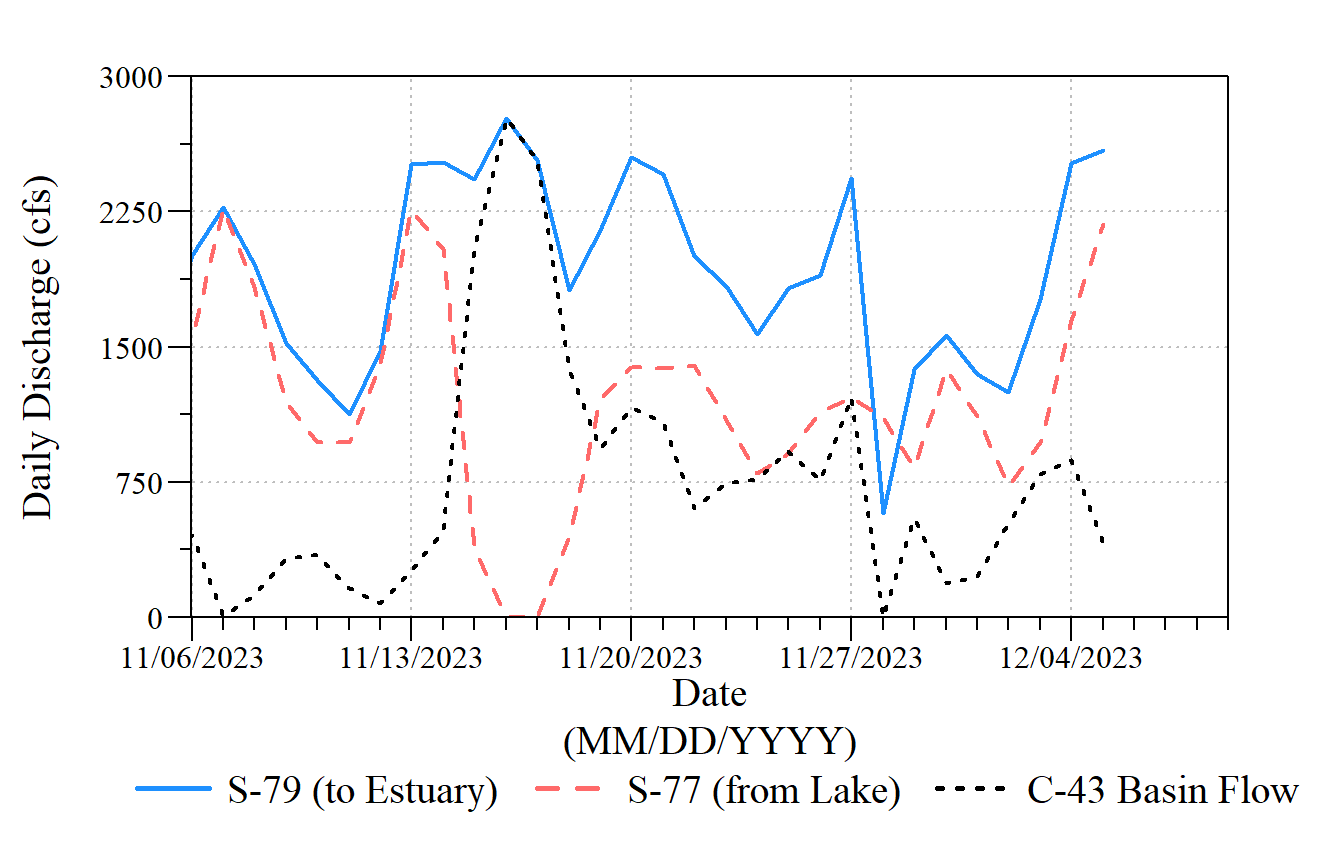 3000
2250
1500
750
0
Daily Discharge (cfs)
11/06/2023 11/13/2023 11/20/2023 11/27/2023 12/04/2023
Date
(MM/DD/YYYY)
S-79 (to Estuary) S-77 (from Lake) C-43 Basin Flow